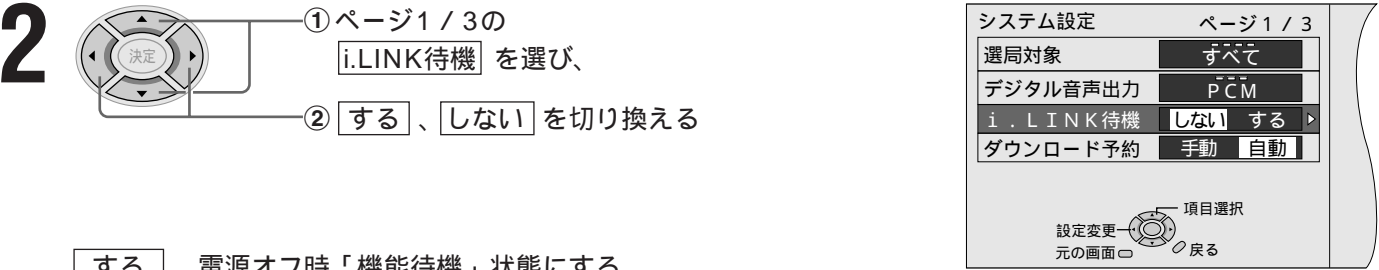 2
決定
①ページ1 / 3の
i.LINK待機 を選び、
② する 、 しない を切り換える
システム設定 ページ1 / 3
選局対象 すべて
デジタル音声出力 PCM
i.LINK待機 しない する
ダウンロード予約 手動 自動
項目選択
設定変更
元の画面 戻る
する 電源オフ時「機能待機」状態にする